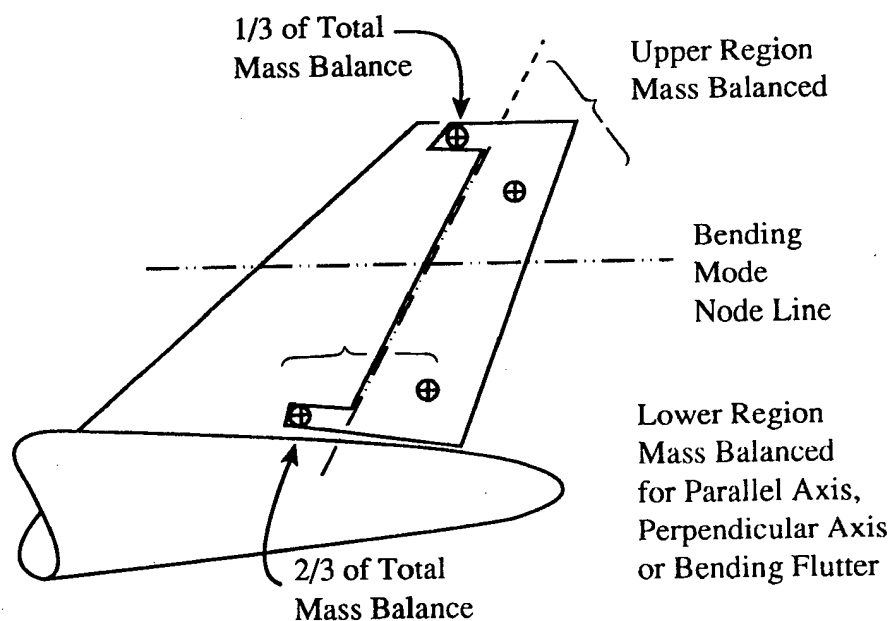 1/3 of Total
Mass Balance
Upper Region
Mass Balanced
Bending
Mode
Node Line
Lower Region
Mass Balanced
for Parallel Axis,
Perpendicular Axis
or Bending Flutter
2/3 of Total
Mass Balance